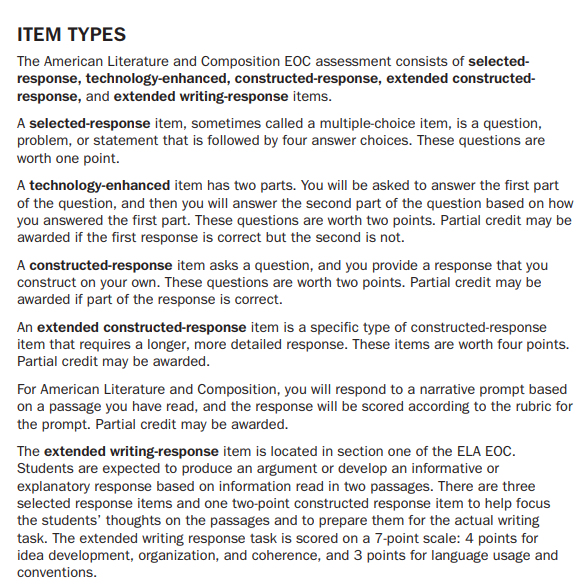 ITEM TYPES
The American Literature and Composition EOC assessment consists of selected-
response, technology-enhanced, constructed-response, extended constructed-
response, and extended writing-response items.
A selected-response item, sometimes called a multiple-choice item, is a question,
problem, or statement that is followed by four answer choices. These questions are
worth one point.
A technology-enhanced item has two parts. You will be asked to answer the first part
of the question, and then you will answer the second part of the question based on how
you answered the first part. These questions are worth two points. Partial credit may be
awarded if the first response is correct but the second is not.
A constructed-response item asks a question, and you provide a response that you
construct on your own. These questions are worth two points. Partial credit may be
awarded if part of the response is correct.
An extended constructed-response item is a specific type of constructed-response
item that requires a longer, more detailed response. These items are worth four points.
Partial credit may be awarded.
For American Literature and Composition, you will respond to a narrative prompt based
on a passage you have read, and the response will be scored according to the rubric for
the prompt. Partial credit may be awarded.
The extended writing-response item is located in section one of the ELA EOC.
Students are expected to produce an argument or develop an informative or
explanatory response based on information read in two passages. There are three
selected response items and one two-point constructed response item to help focus
the students' thoughts on the passages and to prepare them for the actual writing
task. The extended writing response task is scored on a 7-point scale: 4 points for
idea development, organization, and coherence, and 3 points for language usage and
conventions.